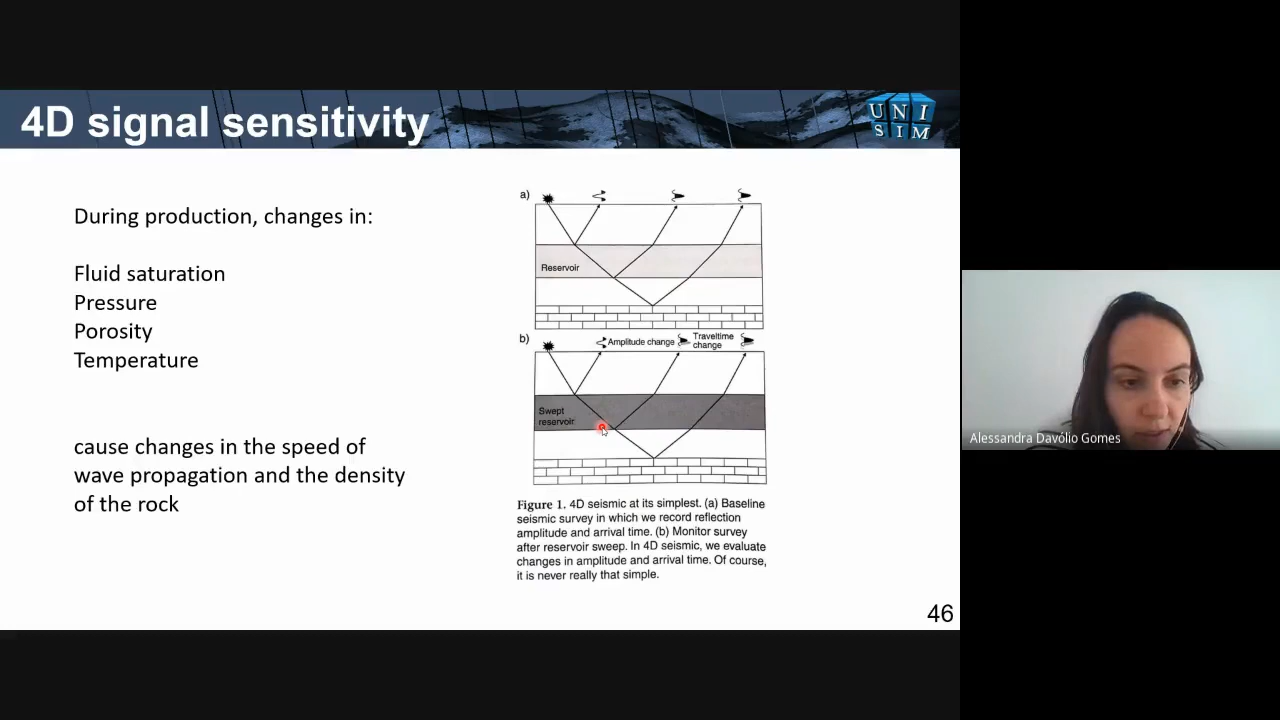 4D signal sensitivity
UNI
SIM
During production, changes in:
Fluid saturation
Pressure
Porosity
Temperature
cause changes in the speed of
wave propagation and the density
of the rock
a)
Reservoir
b)
Amplitude change
Traveltime
change
Swept
reservoir
Figure 1. 4D seismic at its simplest. (a) Baseline
seismic survey in which we record reflection
amplitude and arrival time. (b) Monitor survey
after reservoir sweep. In 4D seismic, we evaluate
changes in amplitude and arrival time. Of course,
it is never really that simple.
46
Alessandra Davólio Gomes